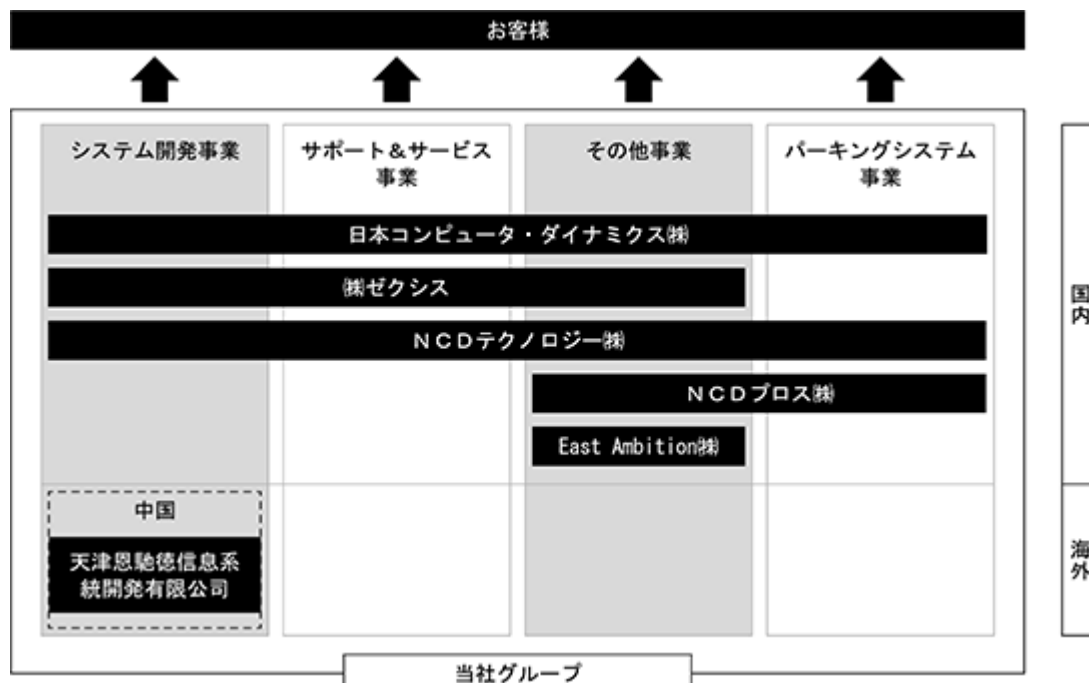 お客様
システム開発事業
サポート＆サービス
事業
その他事業
パーキングシステム
事業
日本コンピュータ・ダイナミクス㈱
㈱ゼクシス
ＮＣＤテクノロジー㈱
ＮＣＤプロス㈱
East Ambition㈱
国内
中国
天津恩馳徳信息系
統開発有限公司
海外
当社グループ